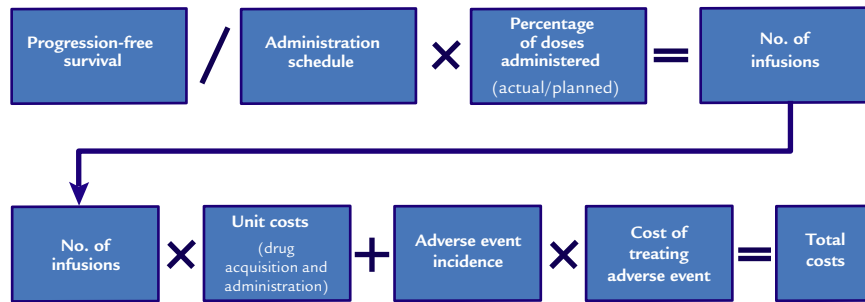 Progression-free
survival
/
Administration
schedule
×
Percentage
of doses
administered
(actual/planned)
=
No. of
infusions
No. of
infusions
×
Unit costs
(drug
acquisition and
administration)
+
Adverse event
incidence
×
Cost of
treating
adverse event
=
Total
costs